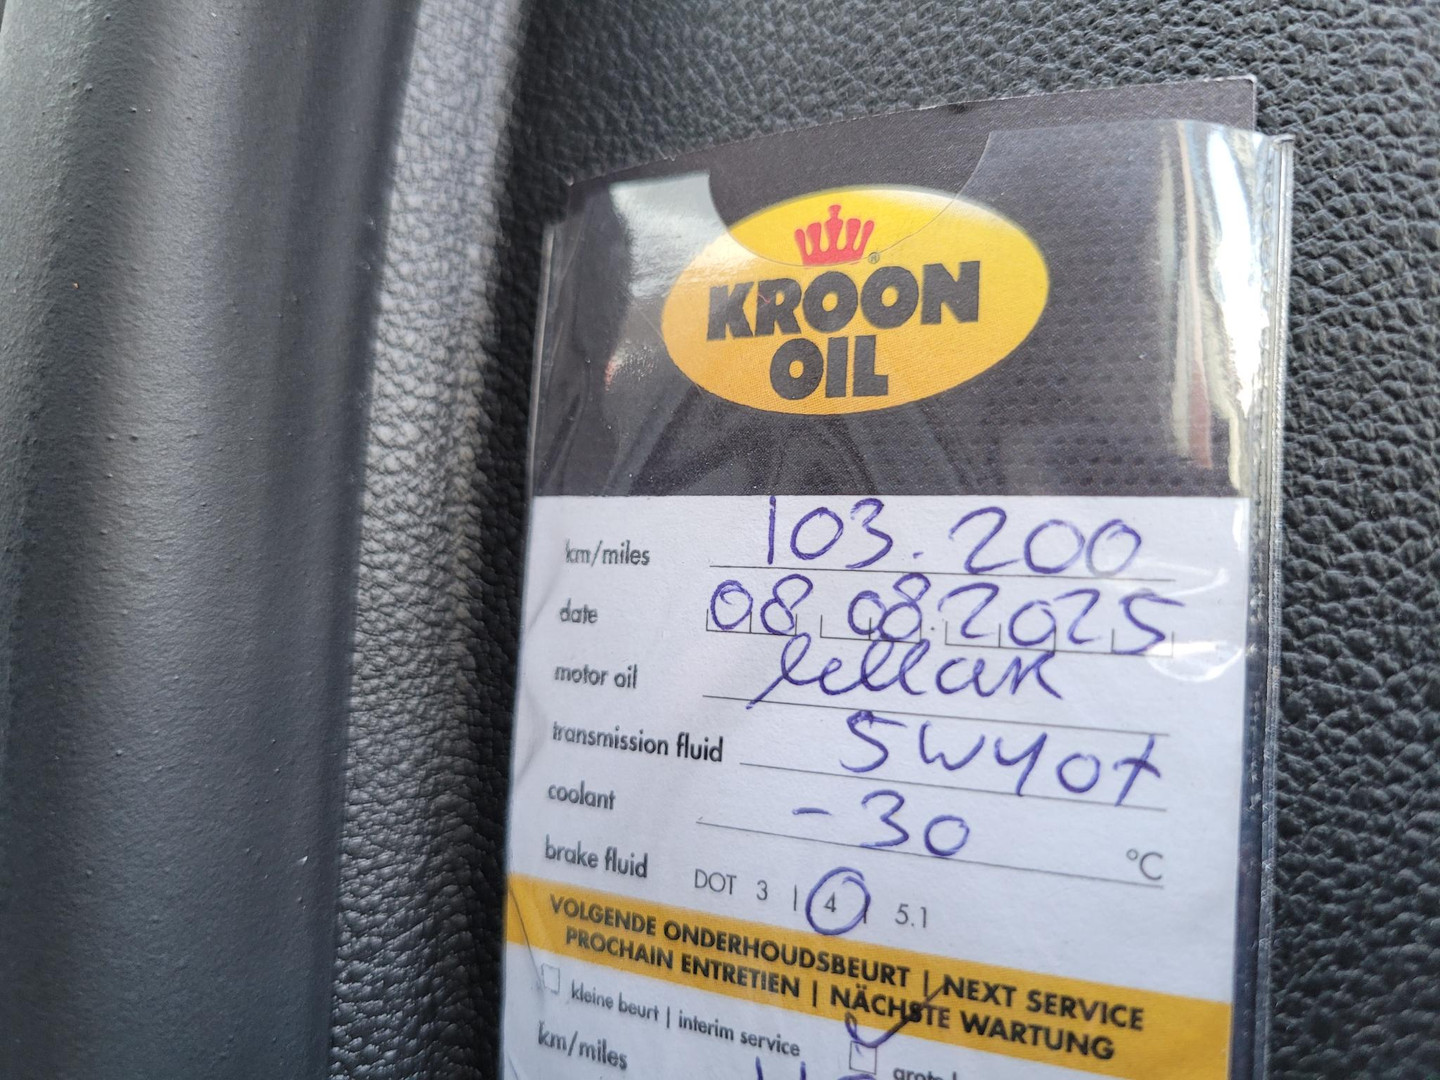 KROON
OIL
km/miles 103.200
date 08 08.2025
motor oil
transmission fluid 5W40t
coolant -30 °C
brake fluid DOT 3 | 4 | 5.1
VOLGENDE ONDERHOUDSBEURT | NEXT SERVICE
PROCHAIN ENTRETIEN | NÄCHSTE WARTUNG
kleine beurt | interim service
km/miles